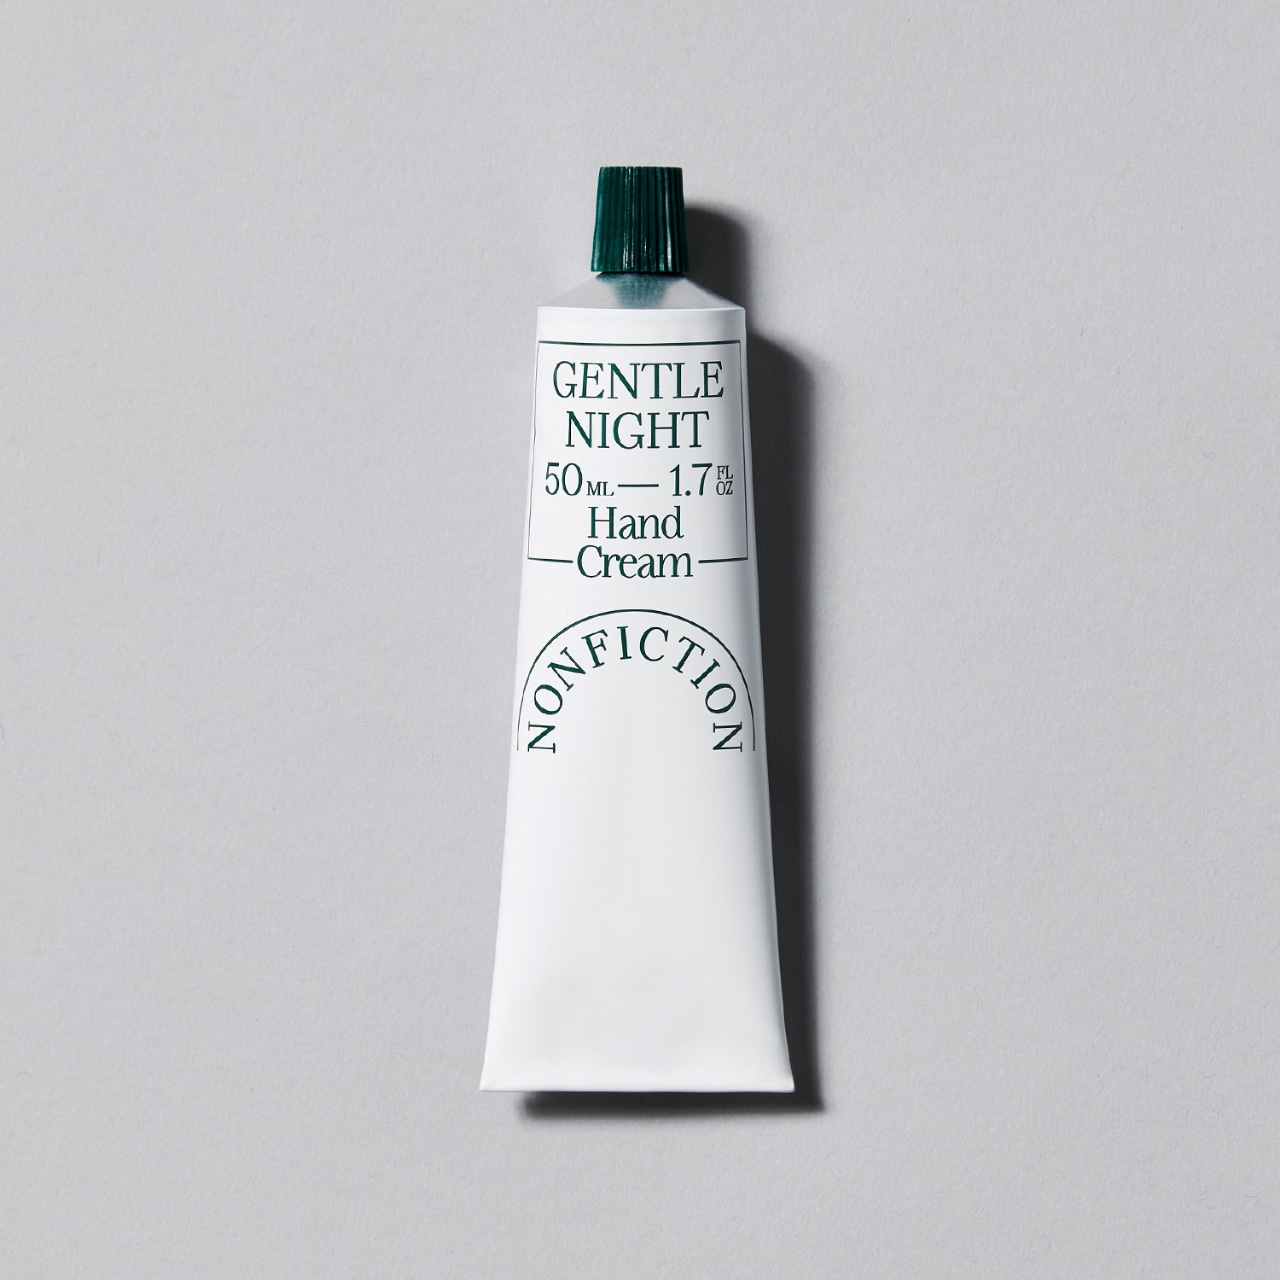 GENTLE
NIGHT
50 ML — 1.7 FL OZ
Hand
Cream
NONFICTION